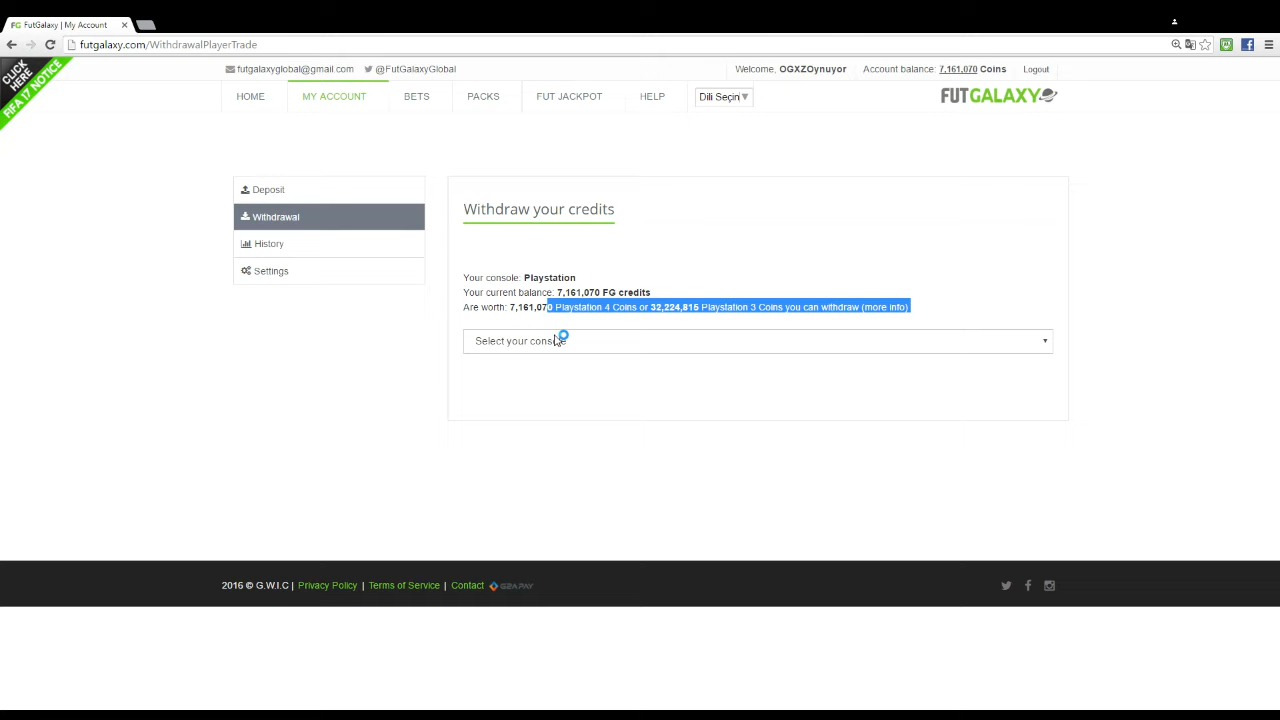 FG FutGalaxy | My Account
futgalaxy.com/WithdrawalPlayerTrade
CLICK HERE
FIFA 17 NOTICE
futgalaxyglobal@gmail.com @FutGalaxyGlobal Welcome, OGXZOynuyor Account balance: 7,161,070 Coins Logout
HOME MY ACCOUNT BETS PACKS FUT JACKPOT HELP Dili Seçin▼ FUTGALAXY
Deposit
Withdrawal
History
Settings
Withdraw your credits
Your console: Playstation
Your current balance: 7,161,070 FG credits
Are worth: 7,161,070 Playstation 4 Coins or 32,224,815 Playstation 3 Coins you can withdraw (more info)
Select your console
2016 © G.W.I.C | Privacy Policy | Terms of Service | Contact G2A PAY